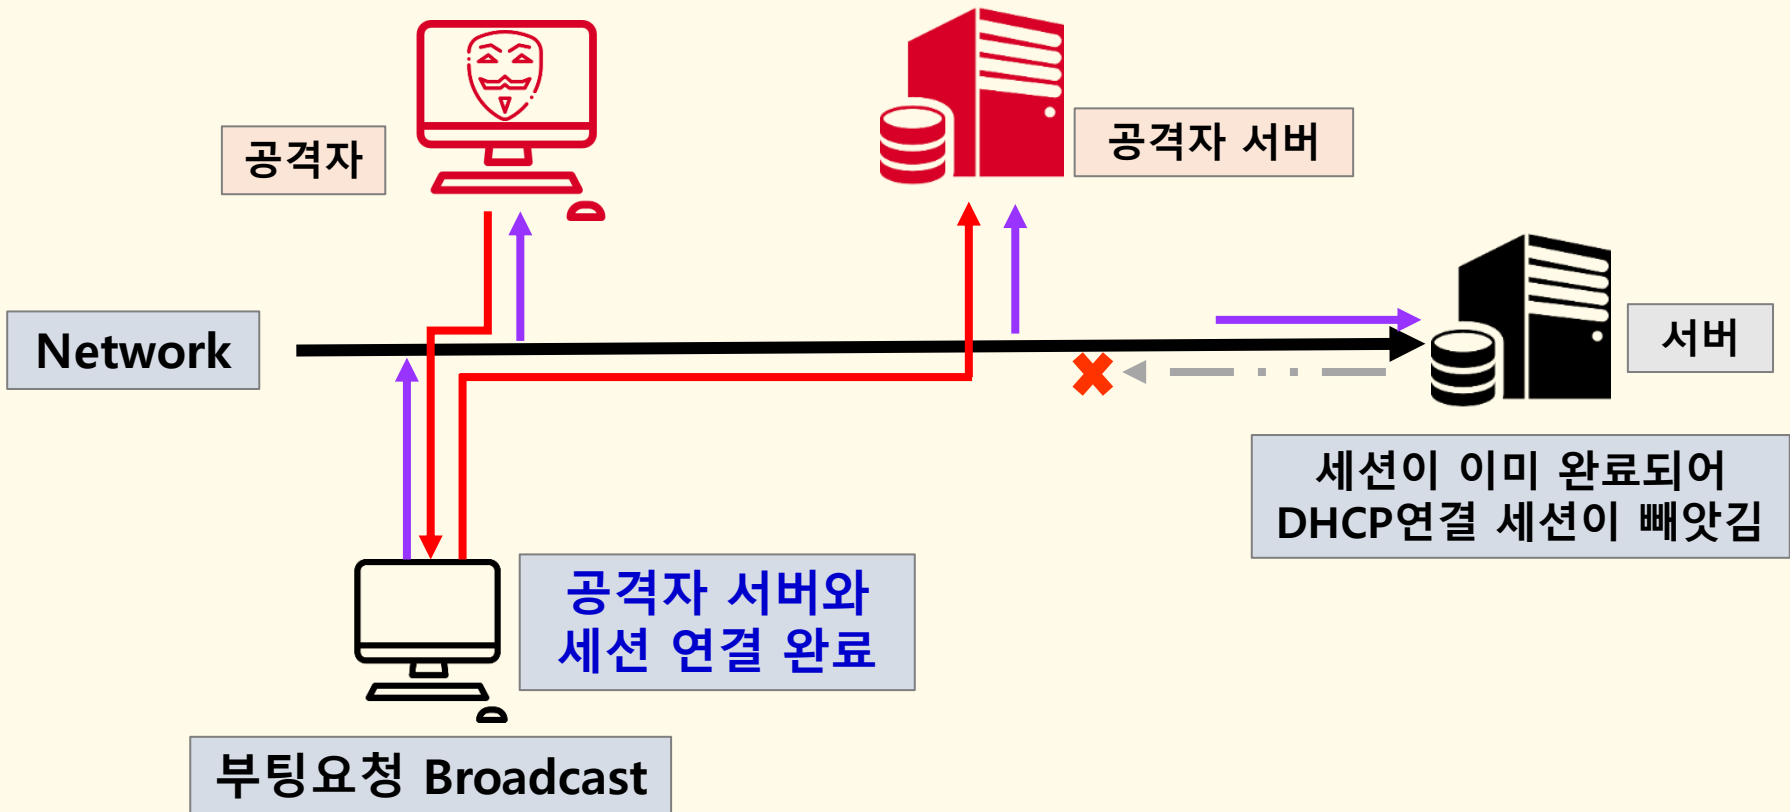 공격자
공격자 서버
Network
서버
세션이 이미 완료되어
DHCP연결 세션이 빼앗김
공격자 서버와
세션 연결 완료
부팅요청 Broadcast